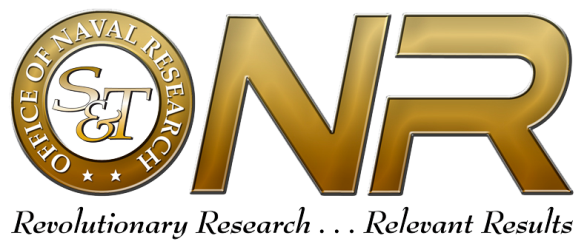 OFFICE OF NAVAL RESEARCH
S&T
NR
Revolutionary Research . . . Relevant Results